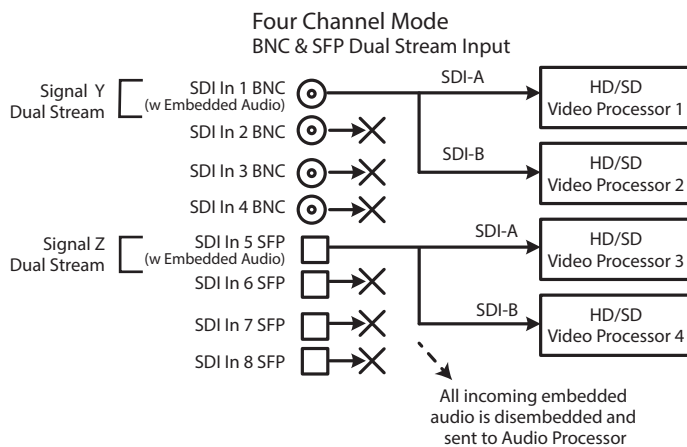 Four Channel Mode
BNC & SFP Dual Stream Input
Signal Y
Dual Stream
SDI In 1 BNC
(w Embedded Audio)
SDI In 2 BNC
SDI In 3 BNC
SDI In 4 BNC
SDI-A
HD/SD
Video Processor 1
SDI-B
HD/SD
Video Processor 2
Signal Z
Dual Stream
SDI In 5 SFP
(w Embedded Audio)
SDI In 6 SFP
SDI In 7 SFP
SDI In 8 SFP
SDI-A
HD/SD
Video Processor 3
SDI-B
HD/SD
Video Processor 4
All incoming embedded
audio is disembedded and
sent to Audio Processor